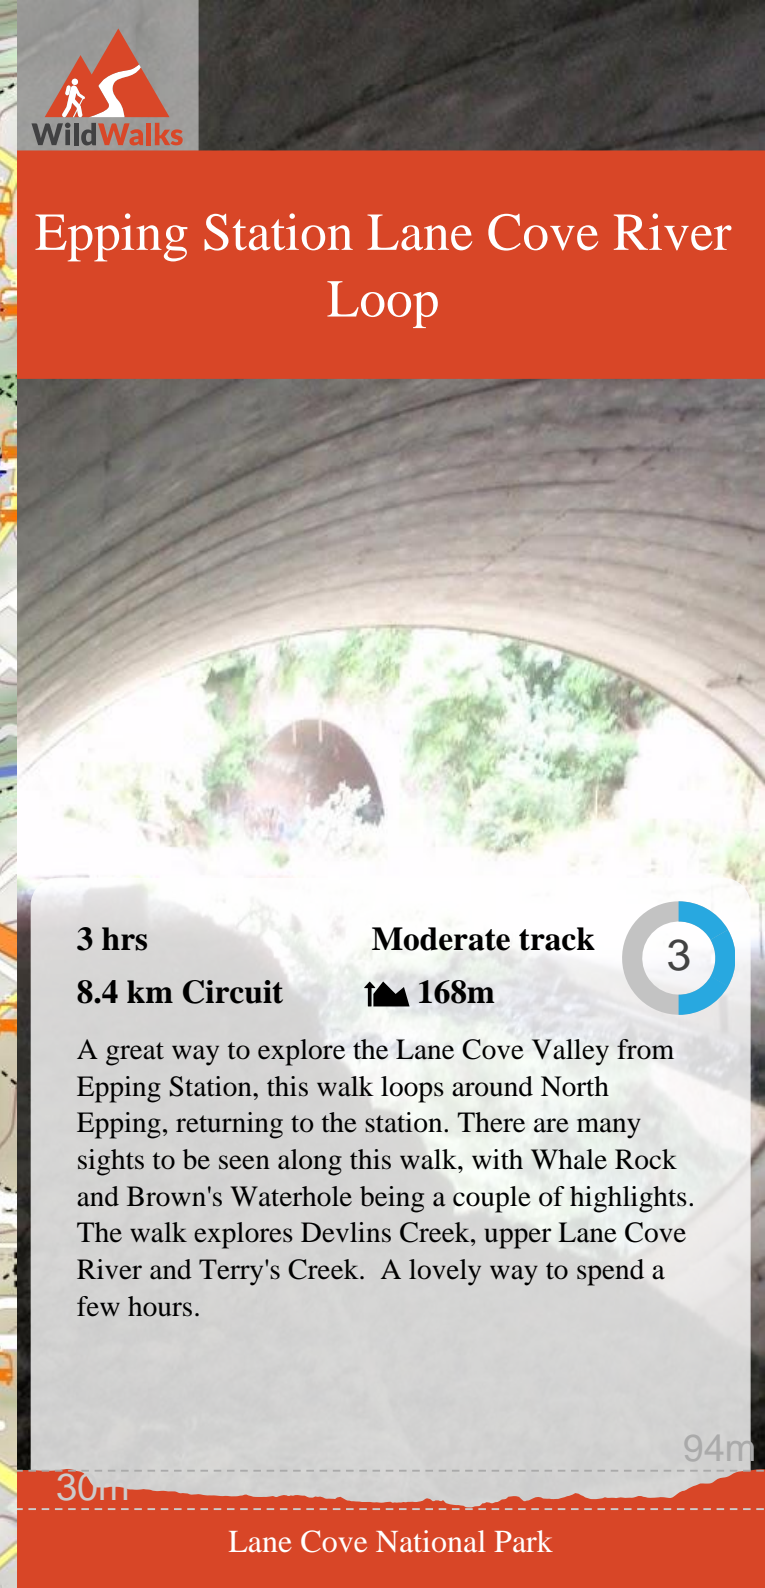 WildWalks
Epping Station Lane Cove River
Loop
3 hrs
Moderate track
3
8.4 km Circuit
168m
A great way to explore the Lane Cove Valley from
Epping Station, this walk loops around North
Epping, returning to the station. There are many
sights to be seen along this walk, with Whale Rock
and Brown's Waterhole being a couple of highlights.
The walk explores Devlins Creek, upper Lane Cove
River and Terry's Creek.  A lovely way to spend a
few hours.
94m
30m
Lane Cove National Park